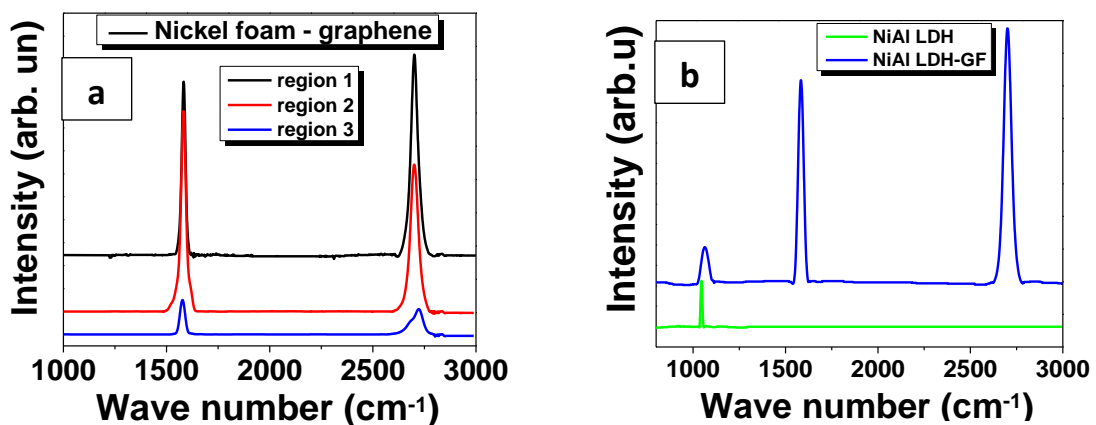 Nickel foam - graphene
a
region 1
region 2
region 3
Intensity (arb. un)
1000 1500 2000 2500 3000
Wave number (cm-1)
NiAl LDH
NiAl LDH-GF
b
Intensity (arb.u)
1000 1500 2000 2500 3000
Wave number (cm-1)